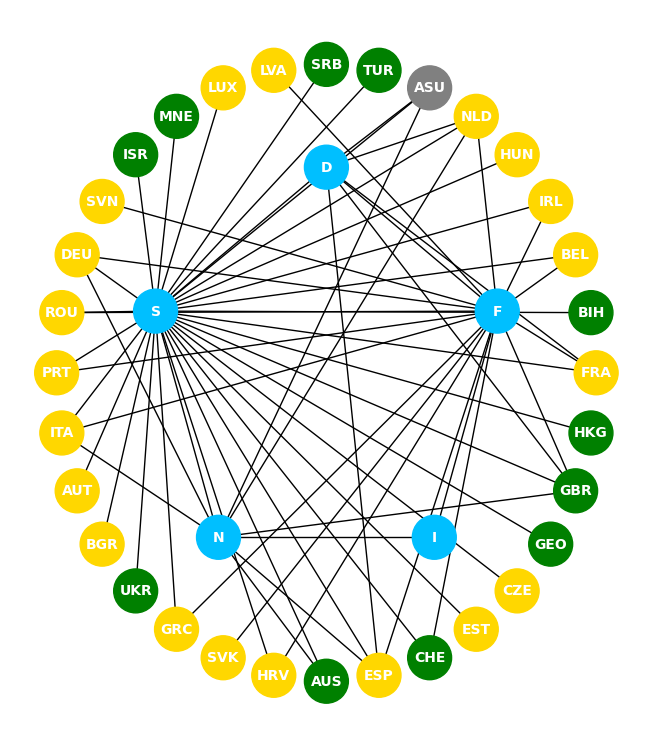 SRB
LVA
TUR
LUX
ASU
MNE
NLD
ISR
HUN
D
SVN
IRL
DEU
BEL
ROU
S
F
BIH
PRT
FRA
ITA
HKG
AUT
GBR
BGR
N
I
GEO
UKR
CZE
GRC
EST
SVK
CHE
HRV
AUS
ESP